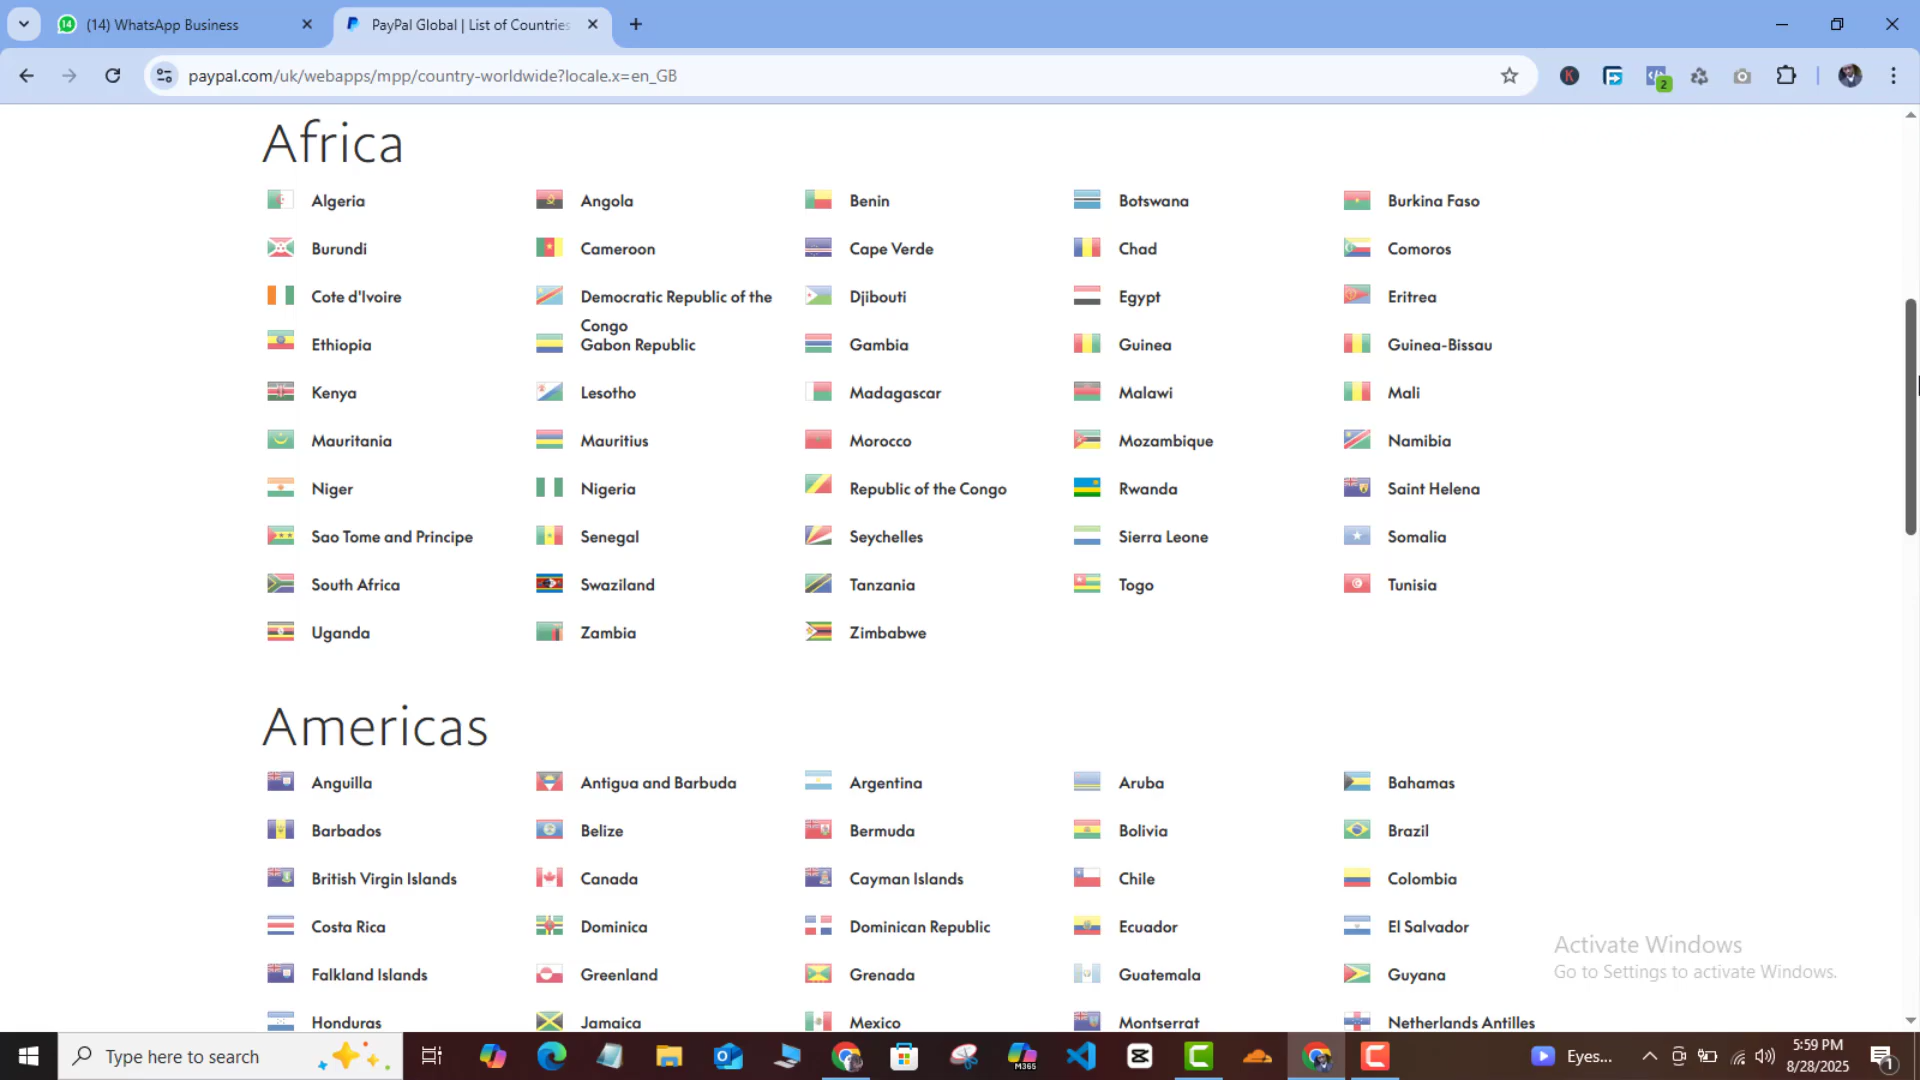 (14) WhatsApp Business
PayPal Global | List of Countries
paypal.com/uk/webapps/mpp/country-worldwide?locale.x=en_GB
K
2
Africa
Algeria Angola Benin Botswana Burkina Faso
Burundi Cameroon Cape Verde Chad Comoros
Cote d'Ivoire Democratic Republic of the Djibouti Egypt Eritrea
Congo
Ethiopia Gabon Republic Gambia Guinea Guinea-Bissau
Kenya Lesotho Madagascar Malawi Mali
Mauritania Mauritius Morocco Mozambique Namibia
Niger Nigeria Republic of the Congo Rwanda Saint Helena
Sao Tome and Principe Senegal Seychelles Sierra Leone Somalia
South Africa Swaziland Tanzania Togo Tunisia
Uganda Zambia Zimbabwe
Americas
Anguilla Antigua and Barbuda Argentina Aruba Bahamas
Barbados Belize Bermuda Bolivia Brazil
British Virgin Islands Canada Cayman Islands Chile Colombia
Costa Rica Dominica Dominican Republic Ecuador El Salvador
Falkland Islands Greenland Grenada Guatemala Guyana
Honduras Jamaica Mexico Montserrat Netherlands Antilles
Activate Windows
Go to Settings to activate Windows.
Type here to search
M365
Eyes...
5:59 PM
8/28/2025
1